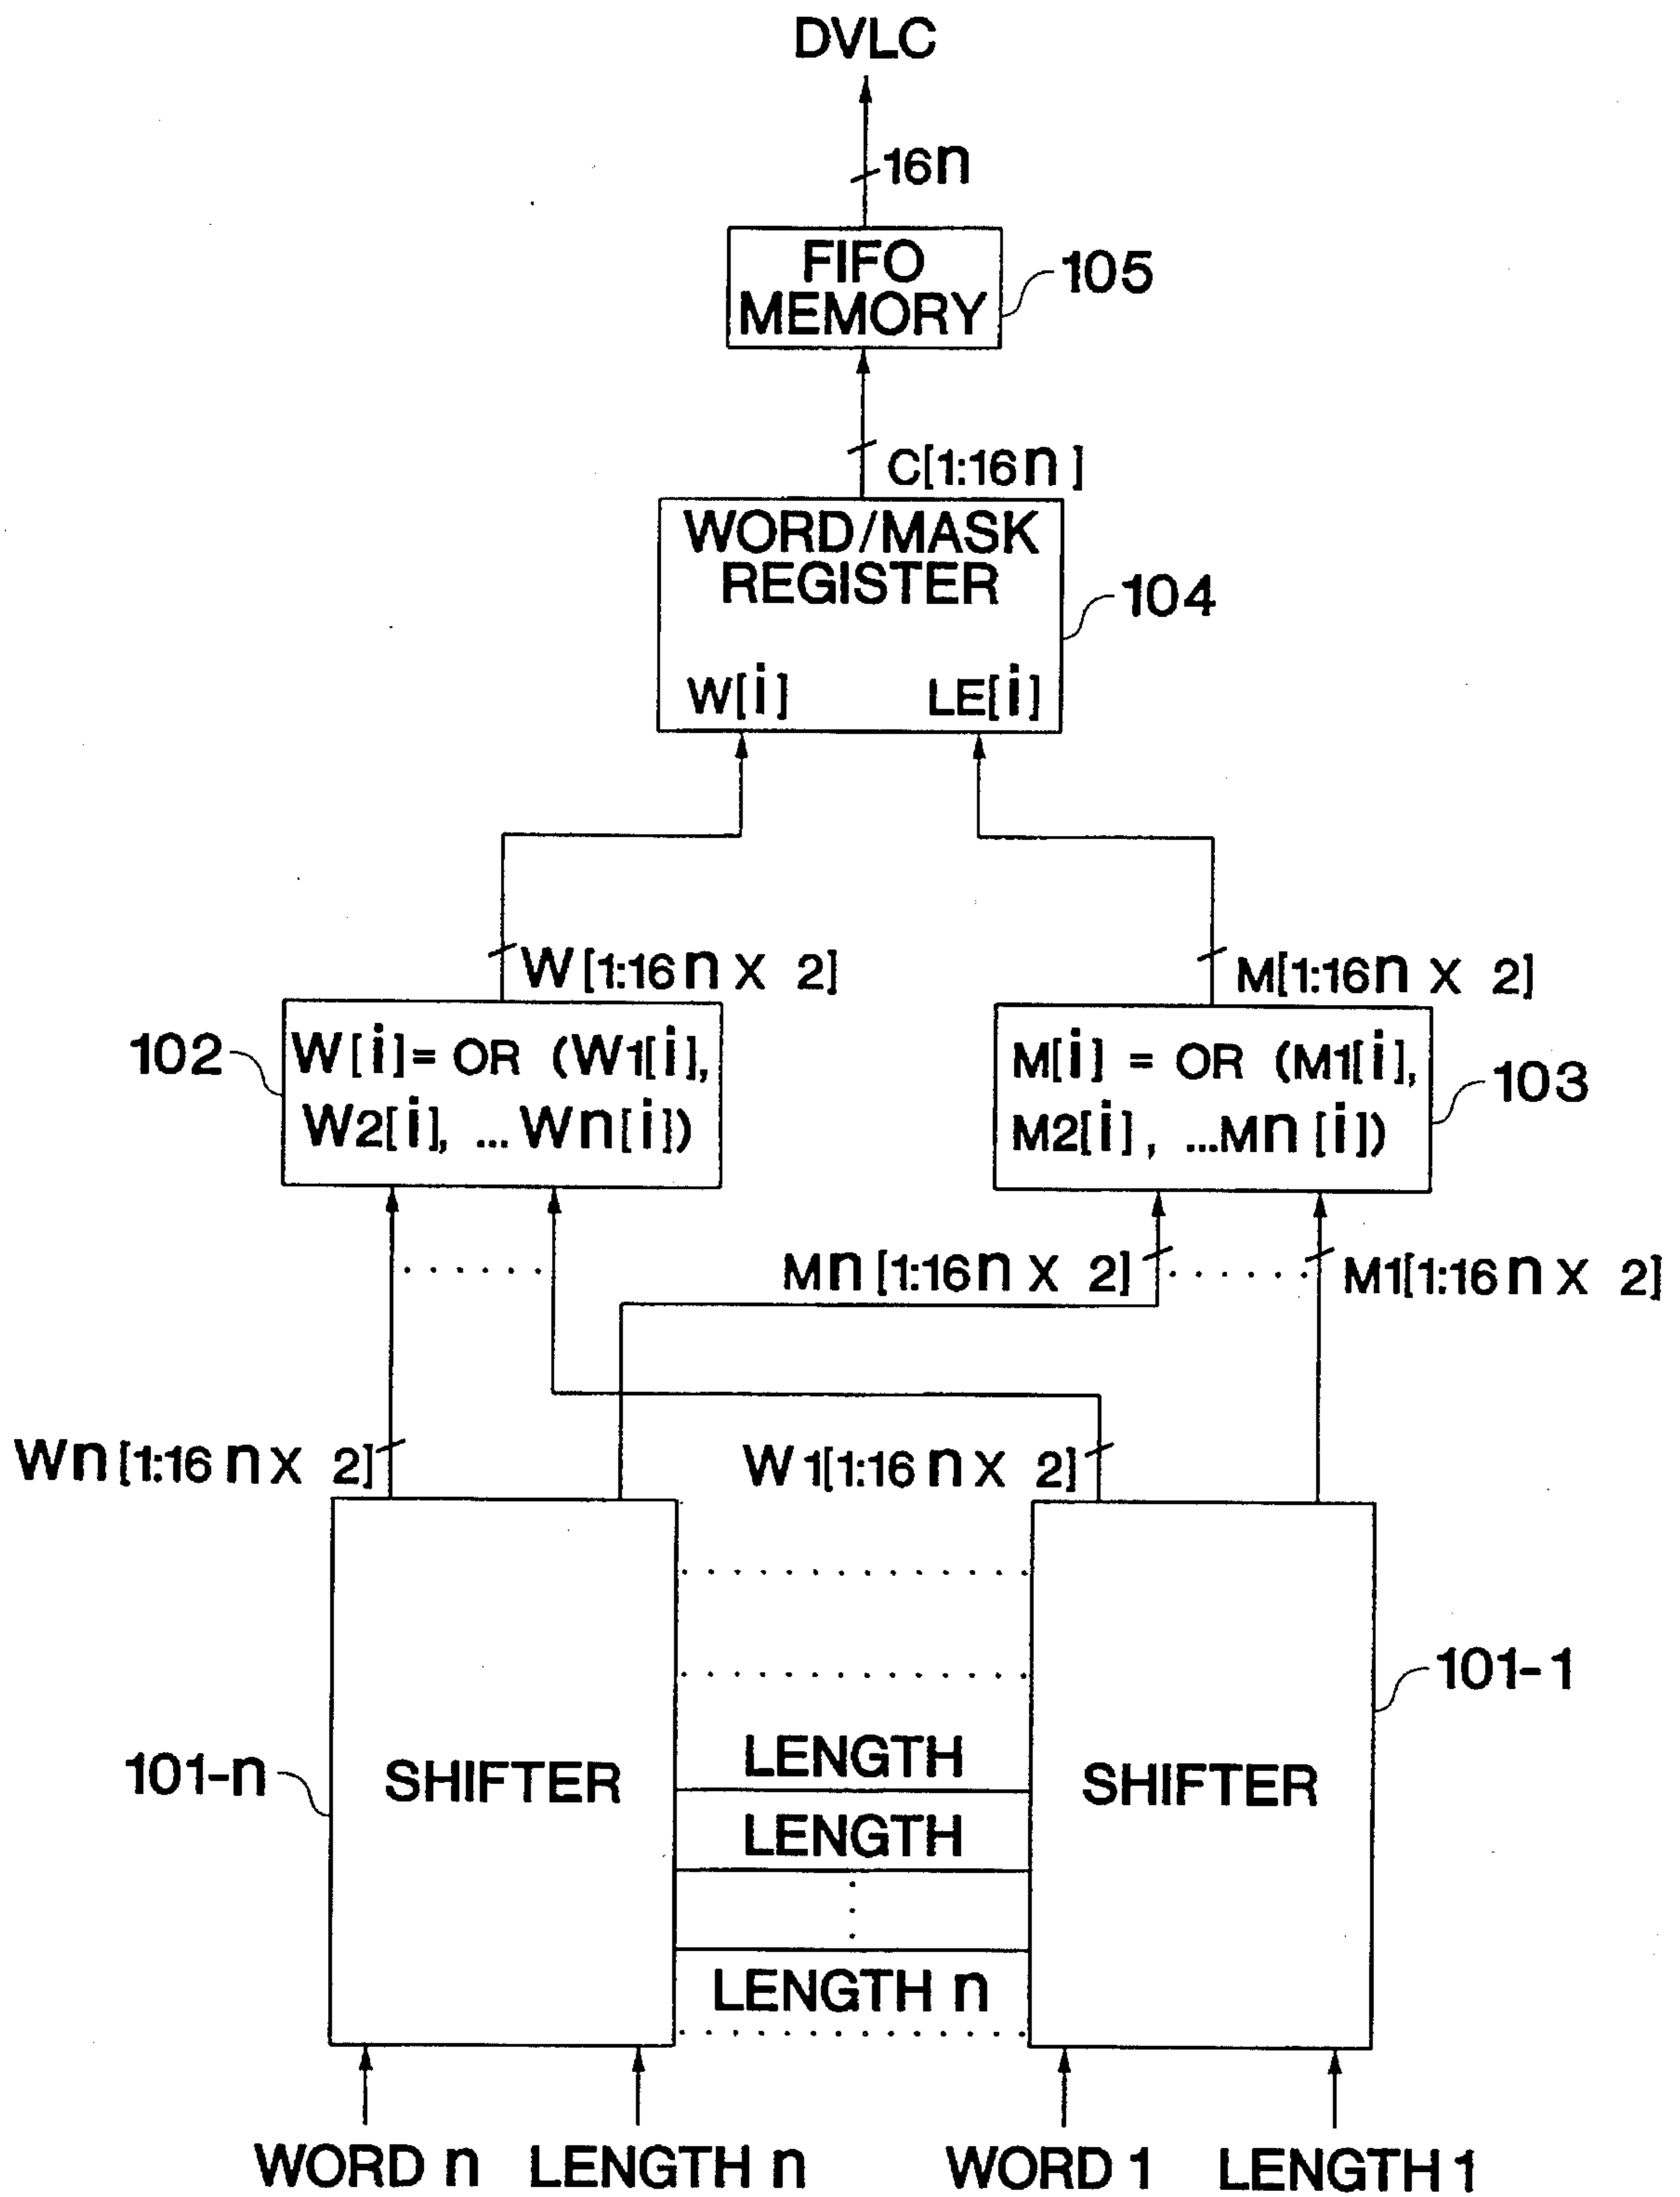 DVLC
16n
FIFO
MEMORY
105
C[1:16n]
WORD/MASK
REGISTER
104
W[i]
LE[i]
W[1:16n X 2]
M[1:16n X 2]
102
W[i]= OR (W1[i],
W2[i], ...Wn[i])
M[i] = OR (M1[i],
M2[i], ...Mn[i])
103
Mn[1:16n X 2]
M1[1:16n X 2]
Wn[1:16n X 2]
W1[1:16n X 2]
101-1
LENGTH
101-n
SHIFTER
SHIFTER
LENGTH
LENGTH n
WORD n
LENGTH n
WORD 1
LENGTH 1